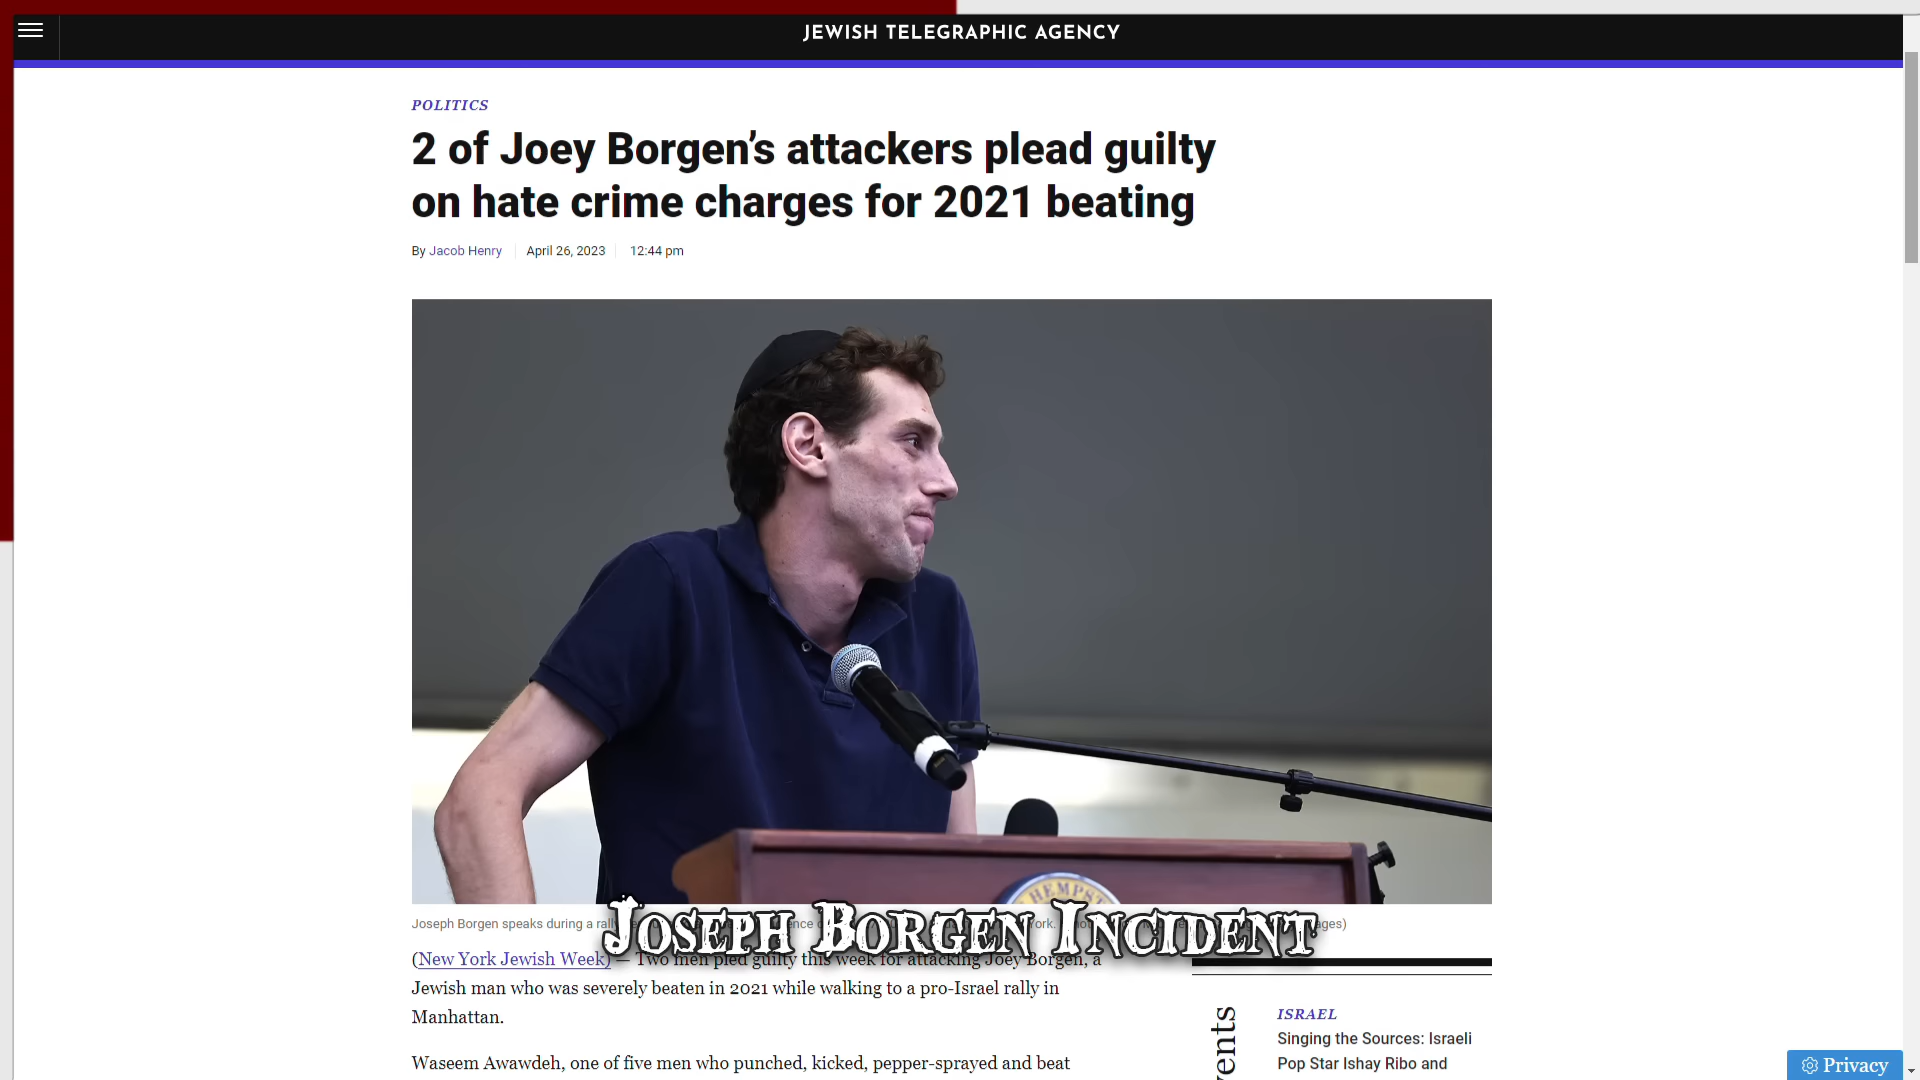 JEWISH TELEGRAPHIC AGENCY
POLITICS
2 of Joey Borgen’s attackers plead guilty
on hate crime charges for 2021 beating
By Jacob Henry April 26, 2023 12:44 pm
HEMPST
Joseph Borgen speaks during a rall
Joseph Borgen Incident
(New York Jewish Week) — Two men pled guilty this week for attacking Joey Borgen, a
Jewish man who was severely beaten in 2021 while walking to a pro-Israel rally in
Manhattan.
Waseem Awawdeh, one of five men who punched, kicked, pepper-sprayed and beat
vents
ISRAEL
Singing the Sources: Israeli
Pop Star Ishay Ribo and
Privacy